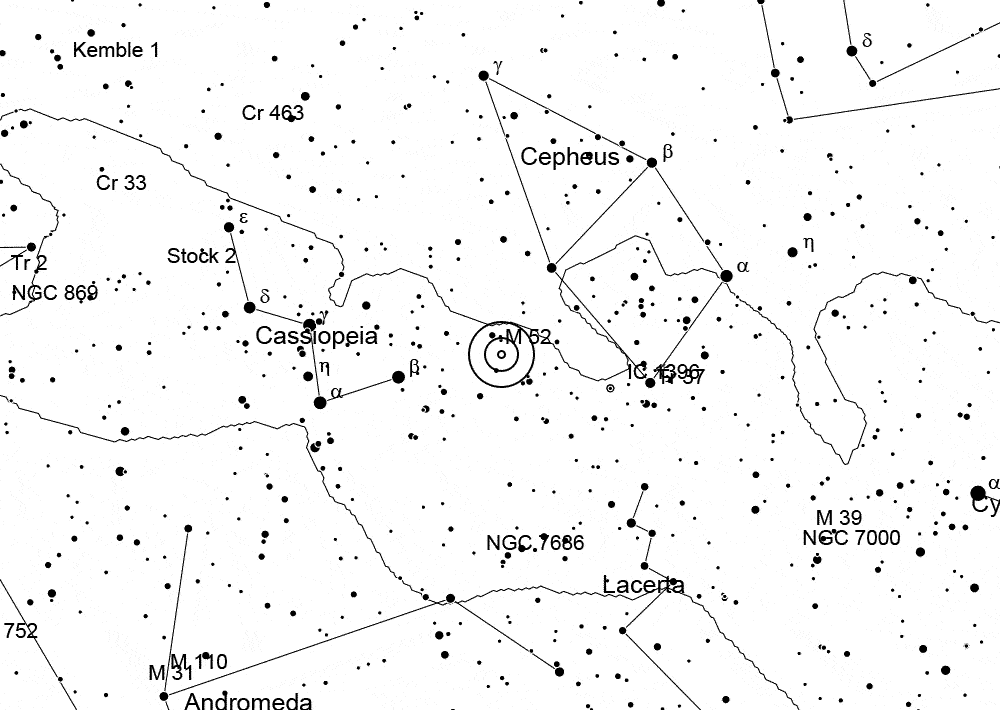 δ
Kemble 1
γ
Cr 463
β
Cepheus
Cr 33
ε
η
Stock 2
Tr 2
α
NGC 869
δ
γ
Cassiopeia
M 52
η
β
IC 1396
Tr 37
α
α
Cy
M 39
NGC 7000
NGC 7686
Lacerta
752
M 110
M 31
Andromeda